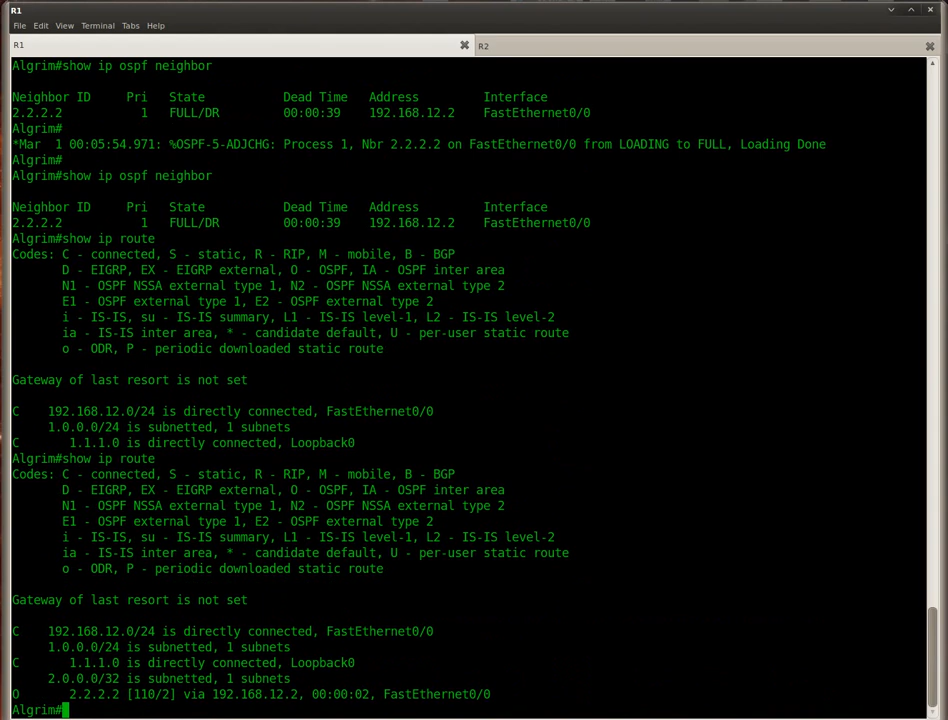 R1
File Edit View Terminal Tabs Help
R1
R2
Algrim#show ip ospf neighbor
Neighbor ID     Pri   State           Dead Time   Address         Interface
2.2.2.2           1   FULL/DR         00:00:39    192.168.12.2    FastEthernet0/0
Algrim#
*Mar  1 00:05:54.971: %OSPF-5-ADJCHG: Process 1, Nbr 2.2.2.2 on FastEthernet0/0 from LOADING to FULL, Loading Done
Algrim#
Algrim#show ip ospf neighbor
Neighbor ID     Pri   State           Dead Time   Address         Interface
2.2.2.2           1   FULL/DR         00:00:39    192.168.12.2    FastEthernet0/0
Algrim#show ip route
Codes: C - connected, S - static, R - RIP, M - mobile, B - BGP
       D - EIGRP, EX - EIGRP external, O - OSPF, IA - OSPF inter area
       N1 - OSPF NSSA external type 1, N2 - OSPF NSSA external type 2
       E1 - OSPF external type 1, E2 - OSPF external type 2
       i - IS-IS, su - IS-IS summary, L1 - IS-IS level-1, L2 - IS-IS level-2
       ia - IS-IS inter area, * - candidate default, U - per-user static route
       o - ODR, P - periodic downloaded static route
Gateway of last resort is not set
C    192.168.12.0/24 is directly connected, FastEthernet0/0
     1.0.0.0/24 is subnetted, 1 subnets
C       1.1.1.0 is directly connected, Loopback0
Algrim#show ip route
Codes: C - connected, S - static, R - RIP, M - mobile, B - BGP
       D - EIGRP, EX - EIGRP external, O - OSPF, IA - OSPF inter area
       N1 - OSPF NSSA external type 1, N2 - OSPF NSSA external type 2
       E1 - OSPF external type 1, E2 - OSPF external type 2
       i - IS-IS, su - IS-IS summary, L1 - IS-IS level-1, L2 - IS-IS level-2
       ia - IS-IS inter area, * - candidate default, U - per-user static route
       o - ODR, P - periodic downloaded static route
Gateway of last resort is not set
C    192.168.12.0/24 is directly connected, FastEthernet0/0
     1.0.0.0/24 is subnetted, 1 subnets
C       1.1.1.0 is directly connected, Loopback0
     2.0.0.0/32 is subnetted, 1 subnets
O       2.2.2.2 [110/2] via 192.168.12.2, 00:00:02, FastEthernet0/0
Algrim#